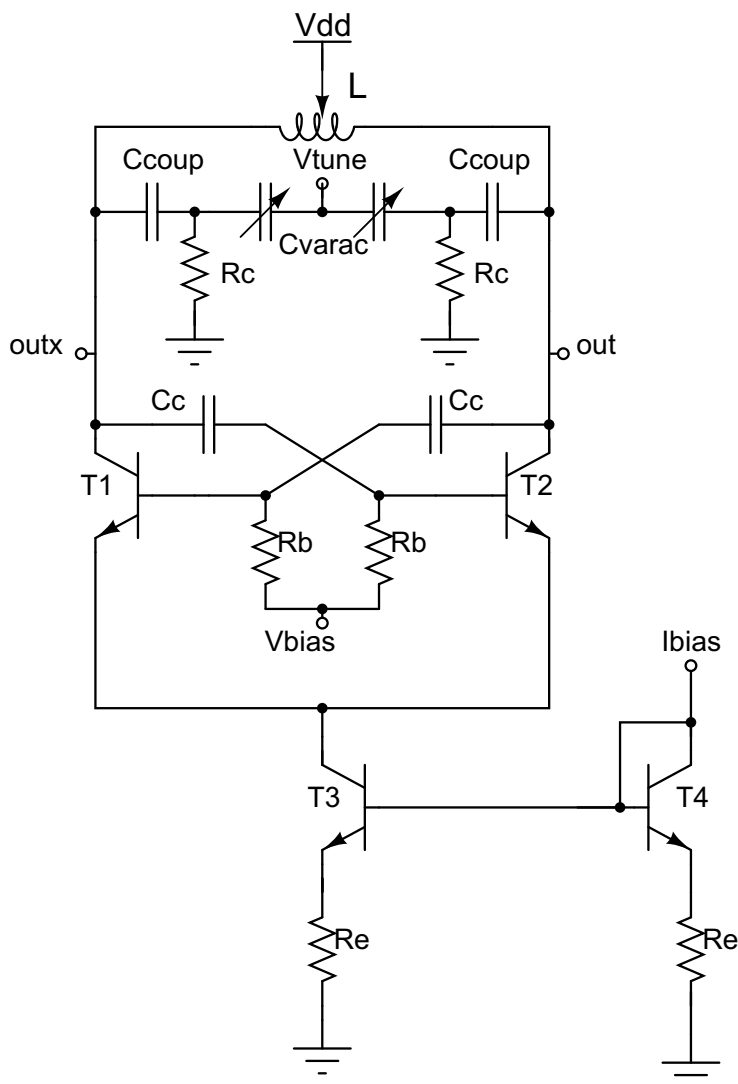 Vdd
L
Ccoup
Vtune
Ccoup
Cvarac
Rc
Rc
outx
out
Cc
Cc
T1
T2
Rb
Rb
Vbias
Ibias
T3
T4
Re
Re